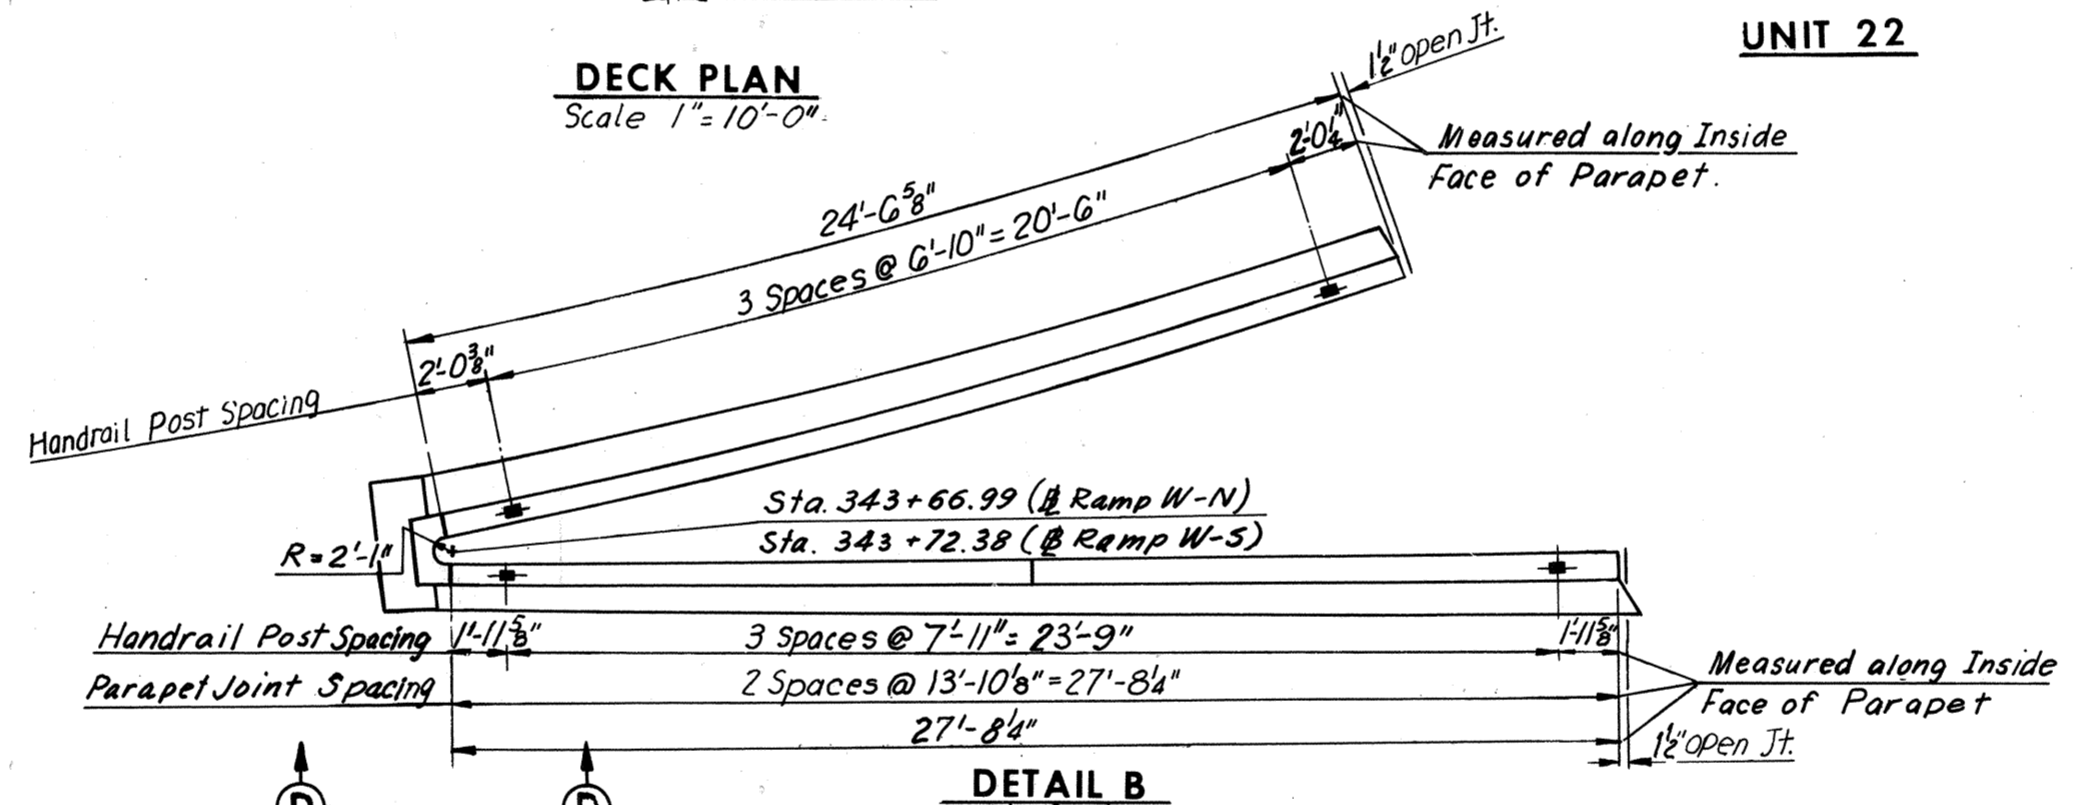 UNIT 22
DECK PLAN
Scale 1"=10'-0"
1½" open Jt.
Measured along Inside
Face of Parapet.
2'-0¼"
24'-6⅝"
3 Spaces @ 6'-10" = 20'-6"
2'-0⅜"
Handrail Post Spacing
Sta. 343+66.99 (℄ Ramp W-N)
Sta. 343+72.38 (℄ Ramp W-S)
R=2'-1"
Handrail Post Spacing 1'-11⅝" 3 Spaces @ 7'-11" = 23'-9" 1'-11⅝"
Parapet Joint Spacing 2 Spaces @ 13'-10⅛" = 27'-8¼"
Measured along Inside
Face of Parapet
27'-8¼"
1½" open Jt.
DETAIL B